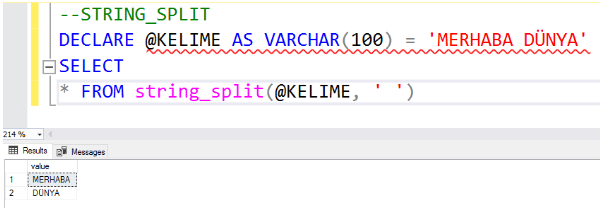 --STRING_SPLIT
DECLARE @KELIME AS VARCHAR(100) = 'MERHABA DÜNYA'
SELECT
* FROM string_split(@KELIME, ' ')
214 %
Results Messages
value
1 MERHABA
2 DÜNYA